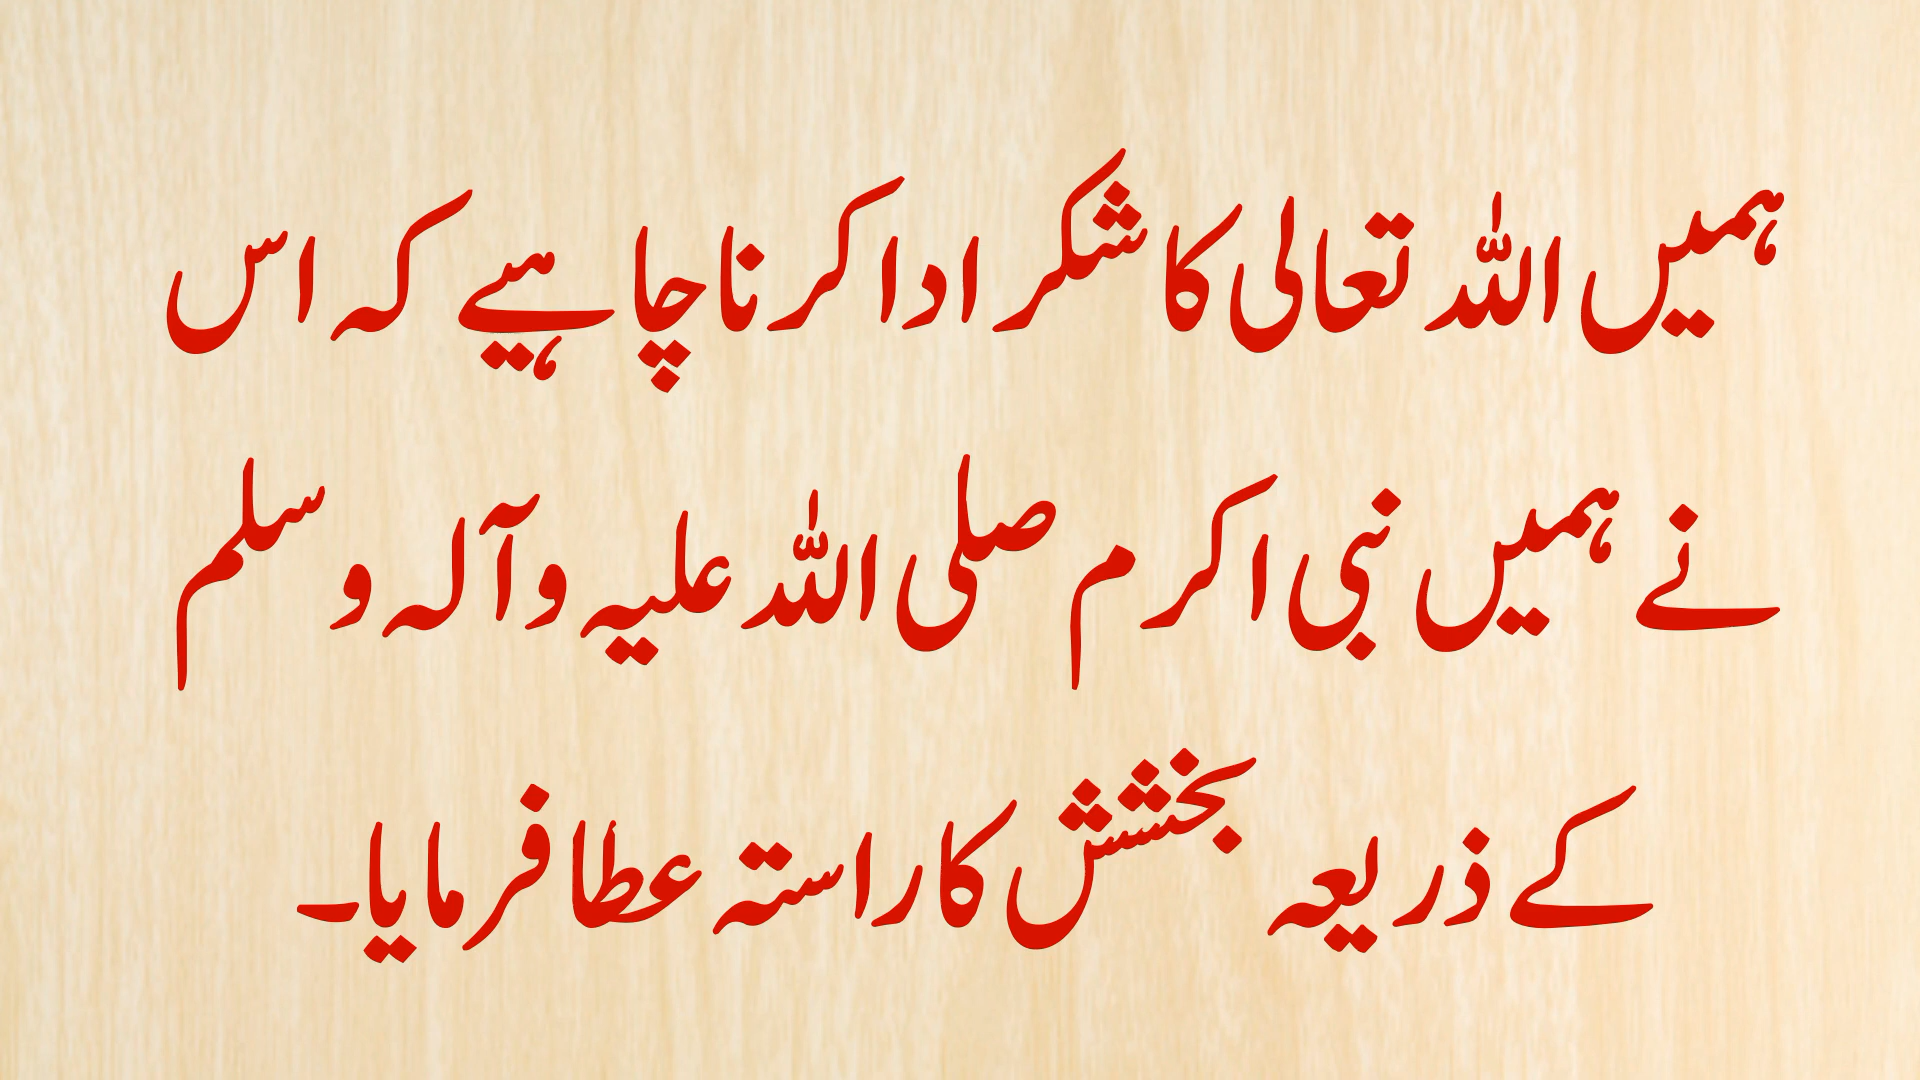 ہمیں اللہ تعالی کا شکر ادا کرنا چاہیے کہ اس
نے ہمیں نبی اکرم صلی اللہ علیہ وآلہ وسلم
کے ذریعہ بخشش کا راستہ عطا فرمایا۔